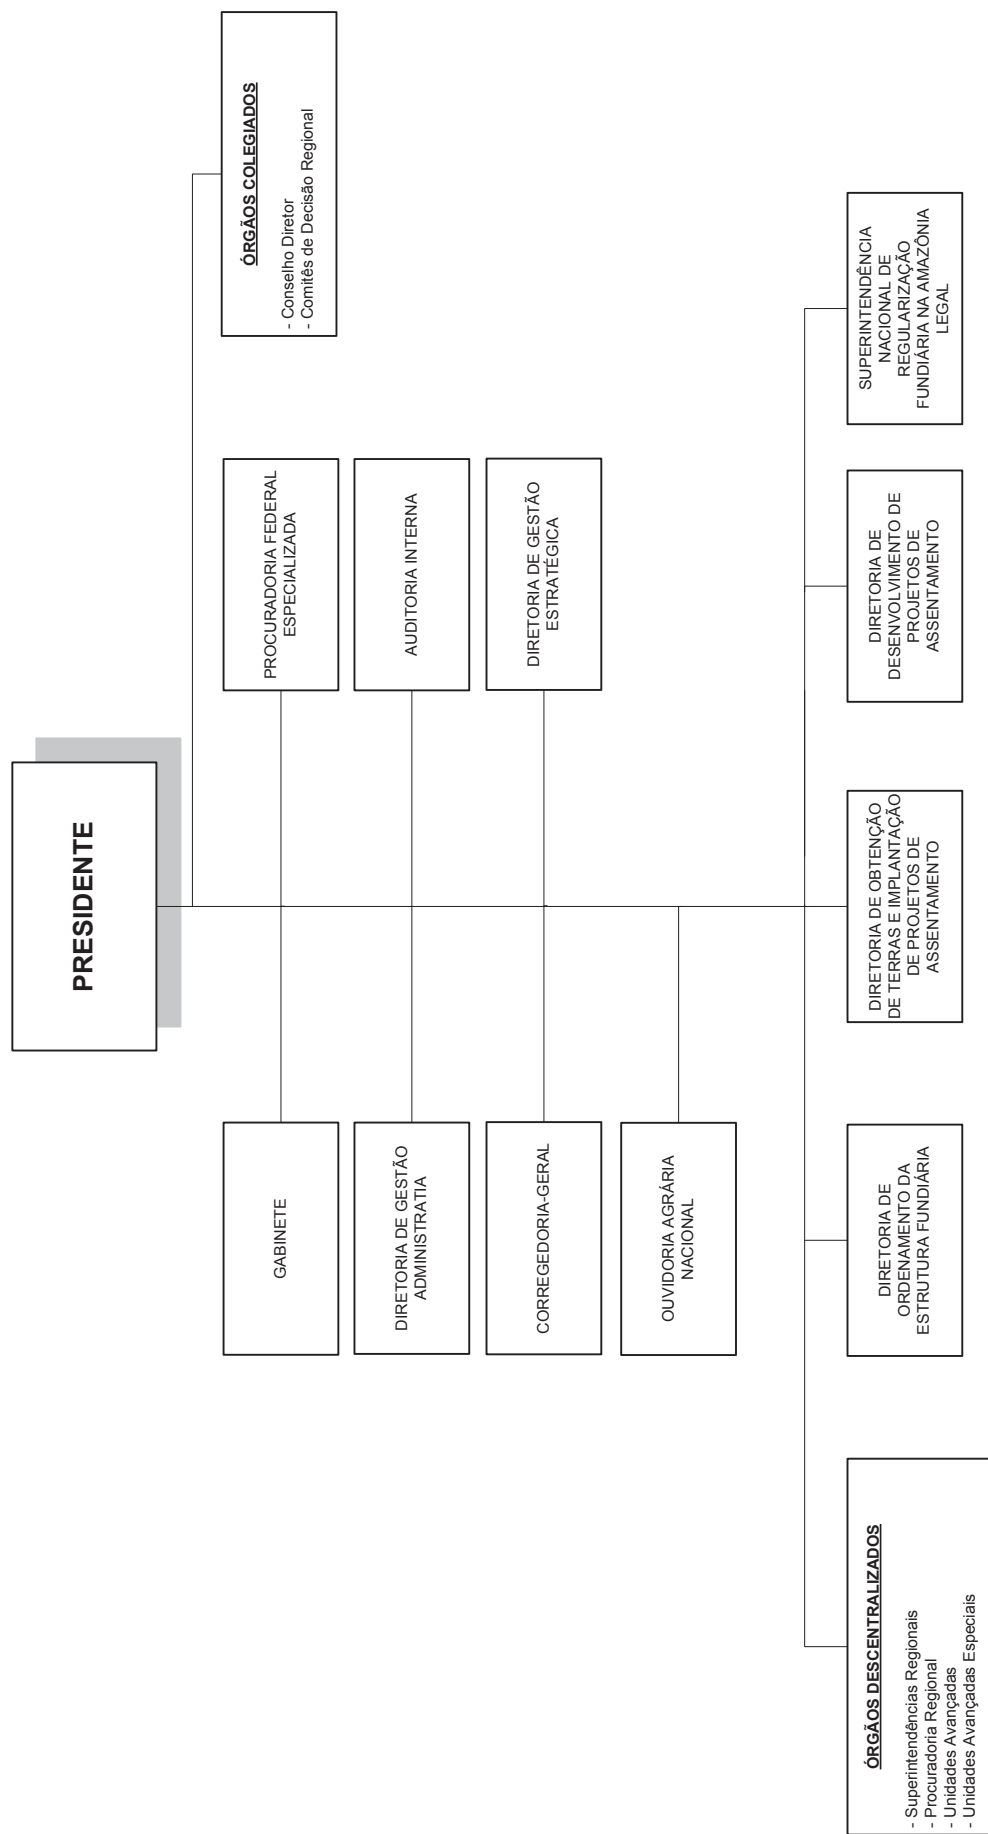 PRESIDENTE
ÓRGÃOS COLEGIADOS
- Conselho Diretor
- Comitês de Decisão Regional
GABINETE
PROCURADORIA FEDERAL
ESPECIALIZADA
DIRETORIA DE GESTÃO
ADMINISTRATIA
AUDITORIA INTERNA
CORREGEDORIA-GERAL
DIRETORIA DE GESTÃO
ESTRATÉGICA
OUVIDORIA AGRÁRIA
NACIONAL
ÓRGÃOS DESCENTRALIZADOS
- Superintendências Regionais
- Procuradoria Regional
- Unidades Avançadas
- Unidades Avançadas Especiais
DIRETORIA DE
ORDENAMENTO DA
ESTRUTURA FUNDIÁRIA
DIRETORIA DE OBTENÇÃO
DE TERRAS E IMPLANTAÇÃO
DE PROJETOS DE
ASSENTAMENTO
DIRETORIA DE
DESENVOLVIMENTO DE
PROJETOS DE
ASSENTAMENTO
SUPERINTENDÊNCIA
NACIONAL DE
REGULARIZAÇÃO
FUNDIÁRIA NA AMAZÔNIA
LEGAL